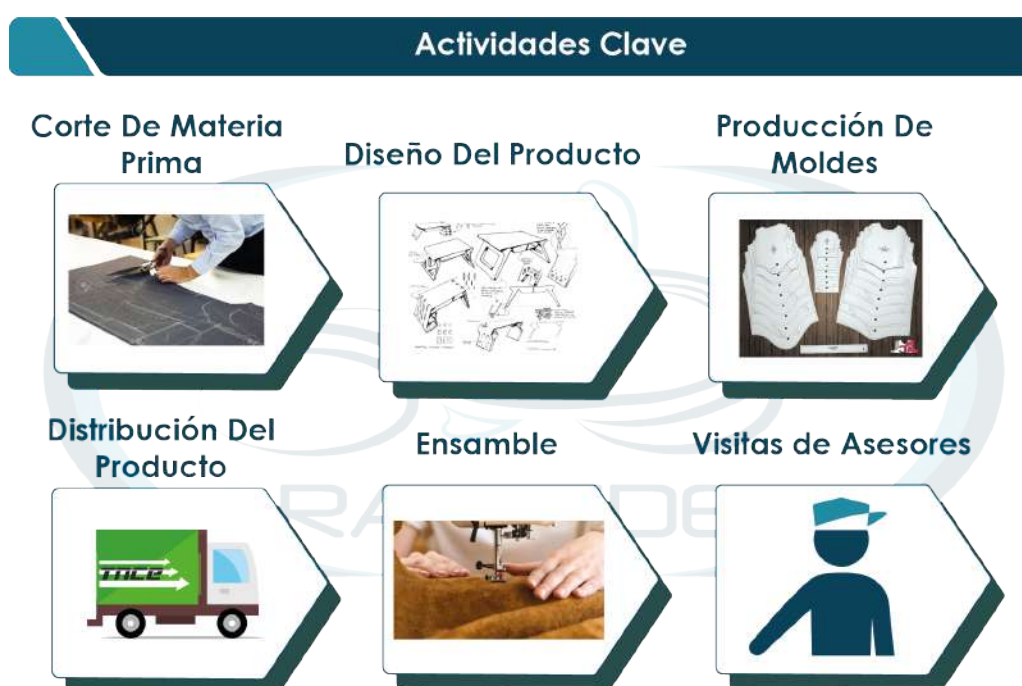 Actividades Clave
Corte De Materia
Prima
Diseño Del Producto
Producción De
Moldes
Distribución Del
Producto
Ensamble
Visitas de Asesores